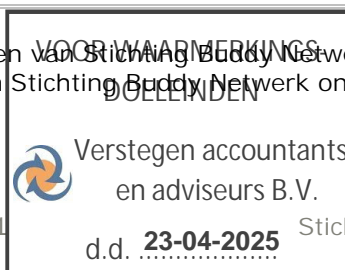 VOOR WAARMERKINGS-
en van Stichting Buddy Netw
DOELEINDEN
Stichting Buddy Netwerk on
Verstegen accountants
en adviseurs B.V.
Stich
d.d. 23-04-2025